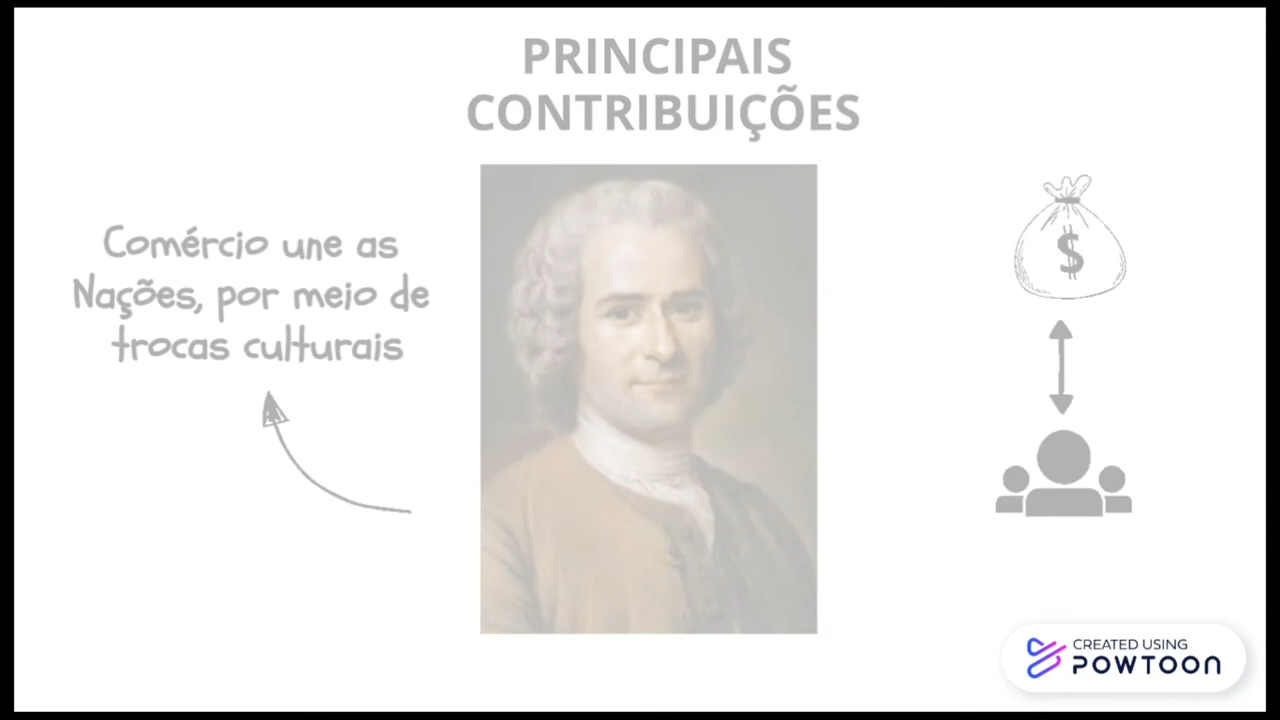 PRINCIPAIS
CONTRIBUIÇÕES
Comércio une as
Nações, por meio de
trocas culturais
$
CREATED USING
POWTOON